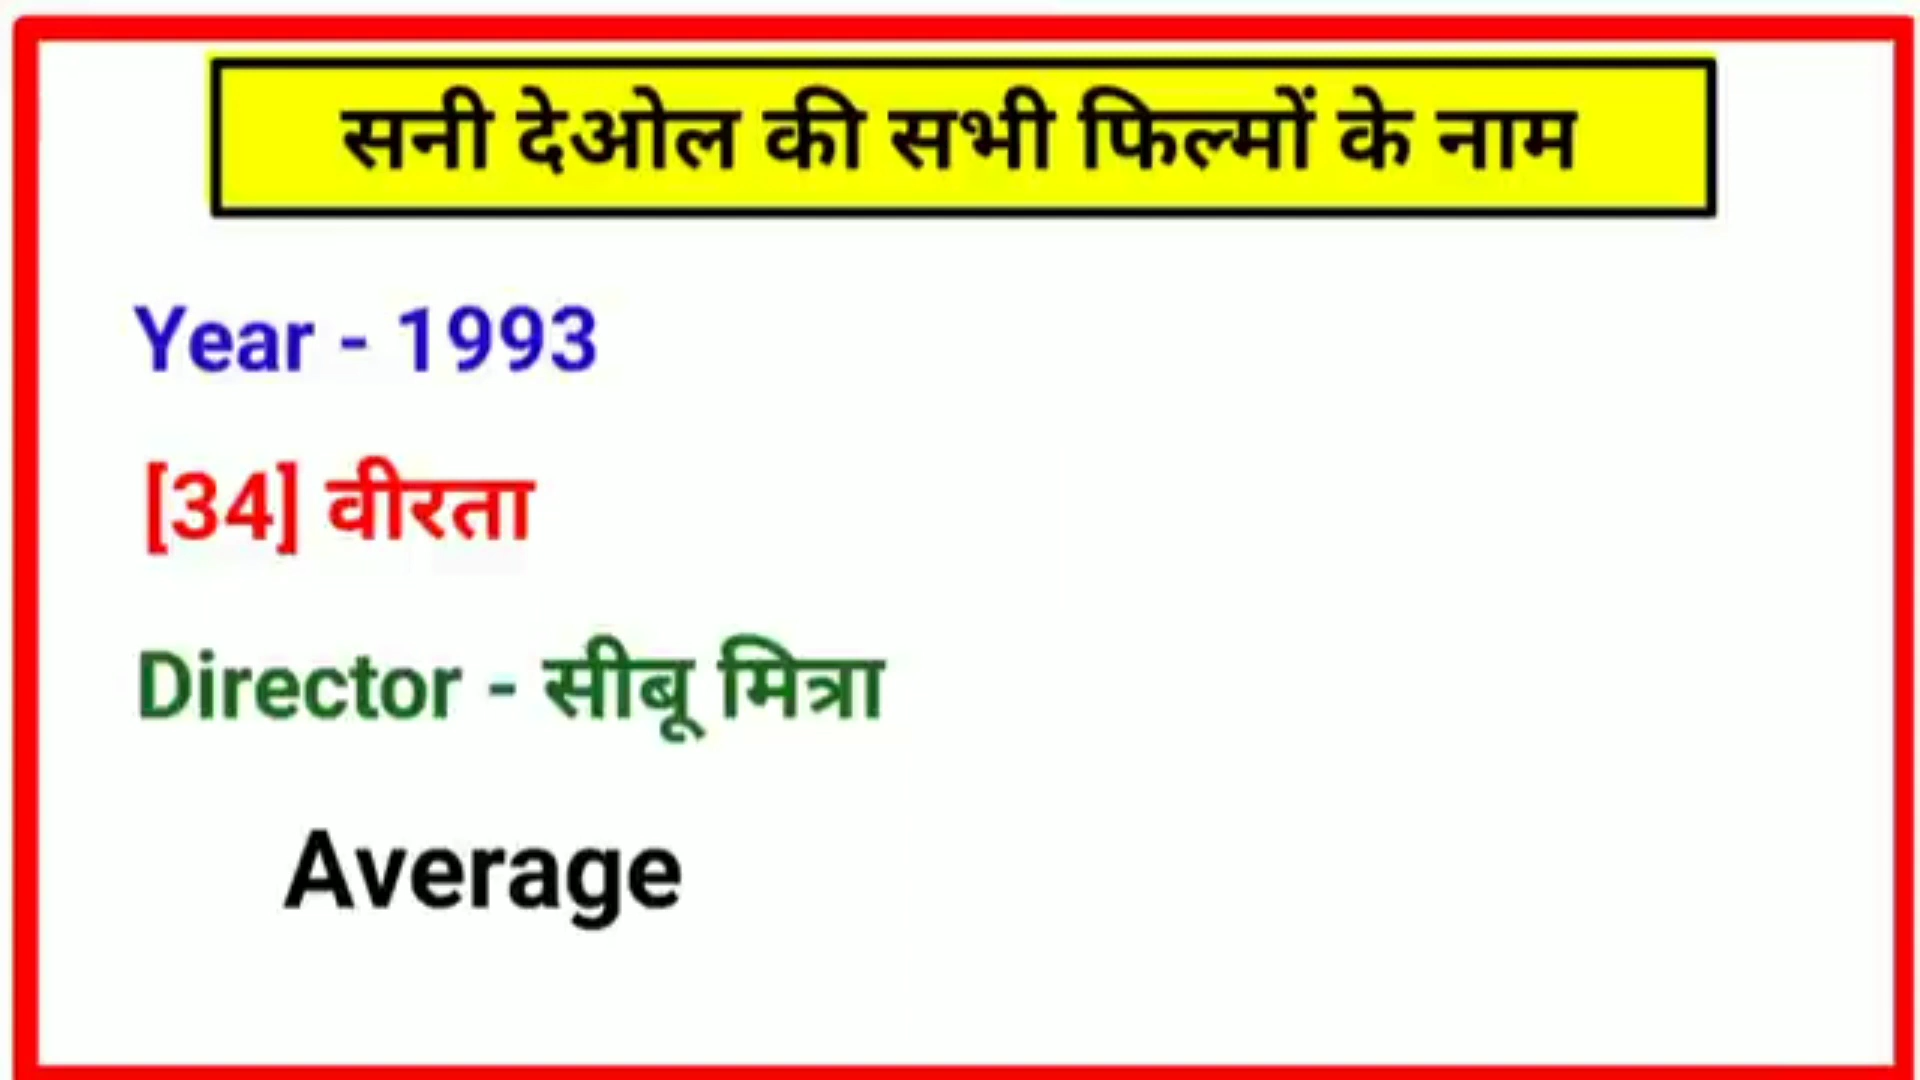 सनी देओल की सभी फिल्मों के नाम
Year - 1993
[34] वीरता
Director - सीबू मित्रा
Average